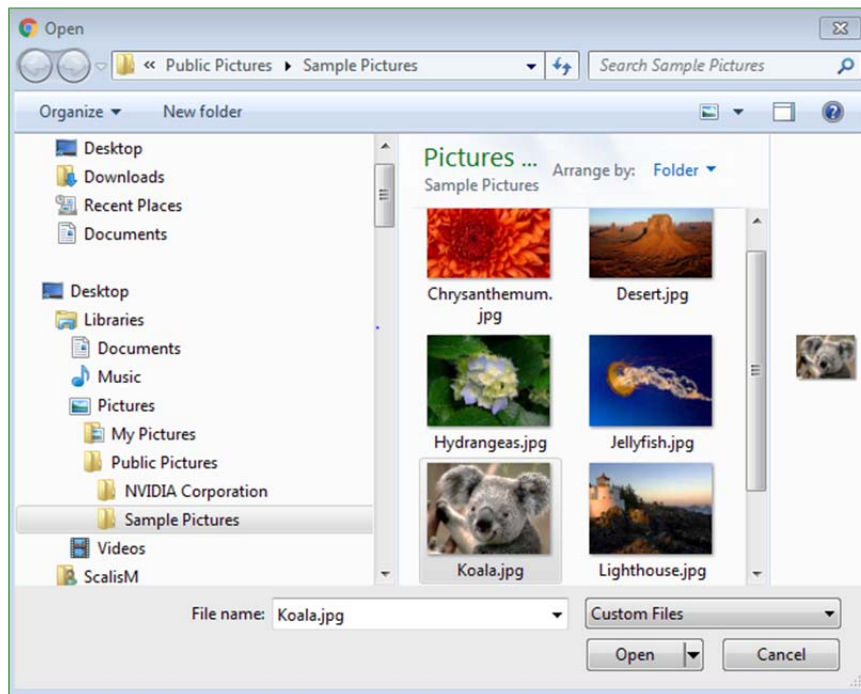 Open
« Public Pictures Sample Pictures
Search Sample Pictures
Organize New folder
Desktop
Downloads
Recent Places
Documents
Desktop
Libraries
Documents
Music
Pictures
My Pictures
Public Pictures
NVIDIA Corporation
Sample Pictures
Videos
ScalisM
Pictures ...
Sample Pictures
Arrange by: Folder
Chrysanthemum.
jpg
Desert.jpg
Hydrangeas.jpg
Jellyfish.jpg
Koala.jpg
Lighthouse.jpg
File name: Koala.jpg
Custom Files
Open
Cancel